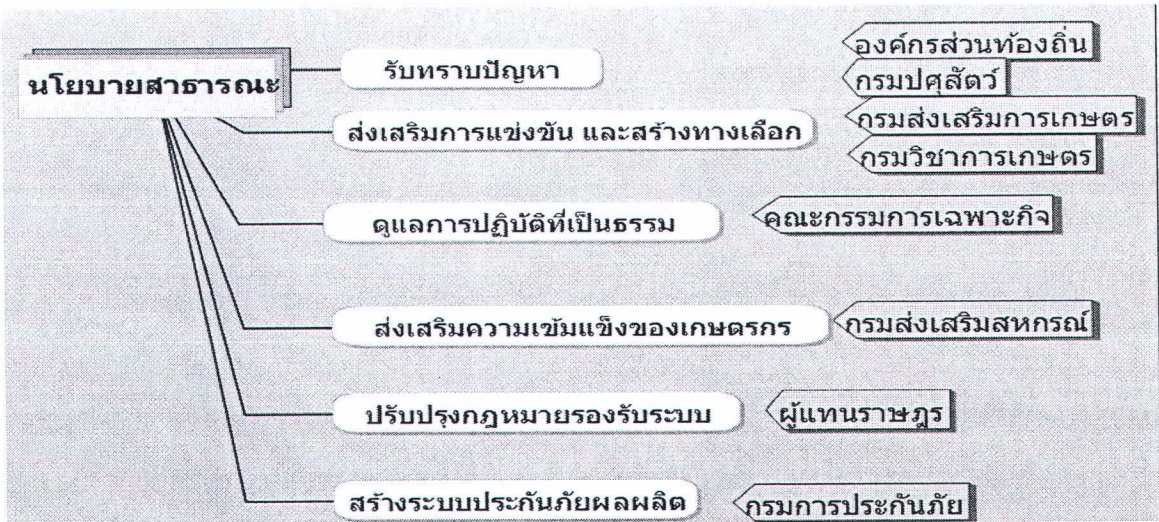 นโยบายสาธารณะ
รับทราบปัญหา
องค์กรส่วนท้องถิ่น
กรมปศุสัตว์
ส่งเสริมการแข่งขัน และสร้างทางเลือก
กรมส่งเสริมการเกษตร
กรมวิชาการเกษตร
ดูแลการปฏิบัติที่เป็นธรรม
คณะกรรมการเฉพาะกิจ
ส่งเสริมความเข้มแข็งของเกษตรกร
กรมส่งเสริมสหกรณ์
ปรับปรุงกฎหมายรองรับระบบ
ผู้แทนราษฎร
สร้างระบบประกันภัยผลผลิต
กรมการประกันภัย